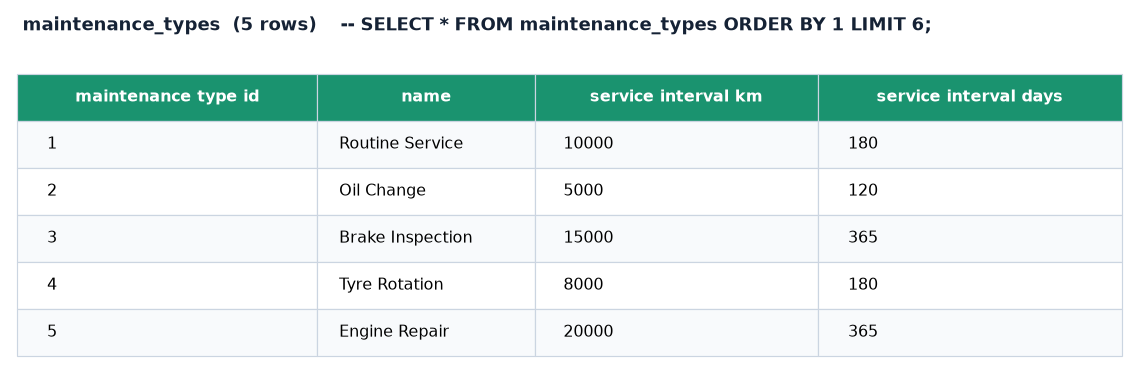 maintenance_types  (5 rows)    -- SELECT * FROM maintenance_types ORDER BY 1 LIMIT 6;
maintenance type id name service interval km service interval days
1 Routine Service 10000 180
2 Oil Change 5000 120
3 Brake Inspection 15000 365
4 Tyre Rotation 8000 180
5 Engine Repair 20000 365